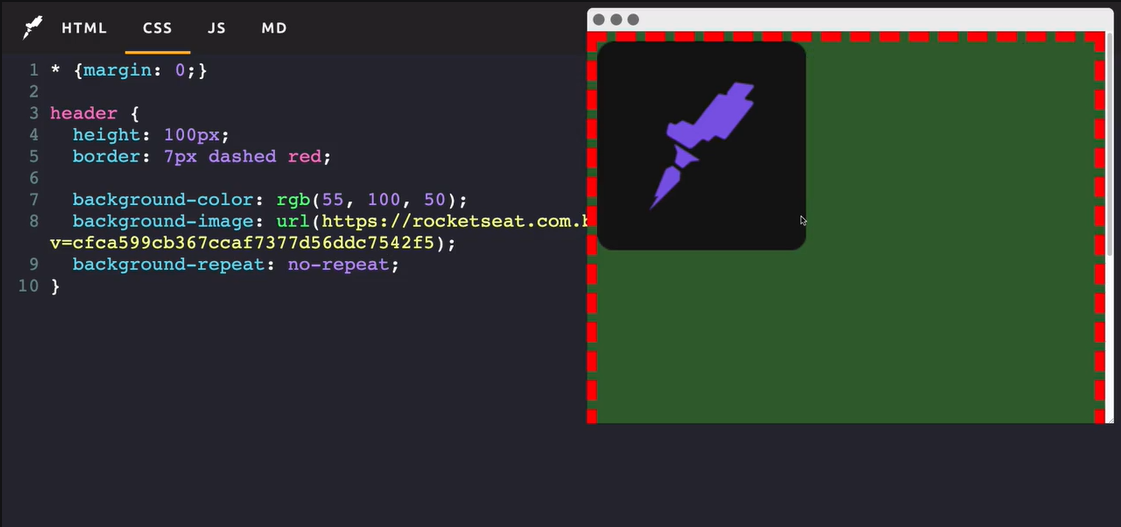 HTML CSS JS MD
1 * {margin: 0;}
2
3 header {
4 height: 100px;
5 border: 7px dashed red;
6
7 background-color: rgb(55, 100, 50);
8 background-image: url(https://rocketseat.com.b
v=cfca599cb367ccaf7377d56ddc7542f5);
9 background-repeat: no-repeat;
10 }